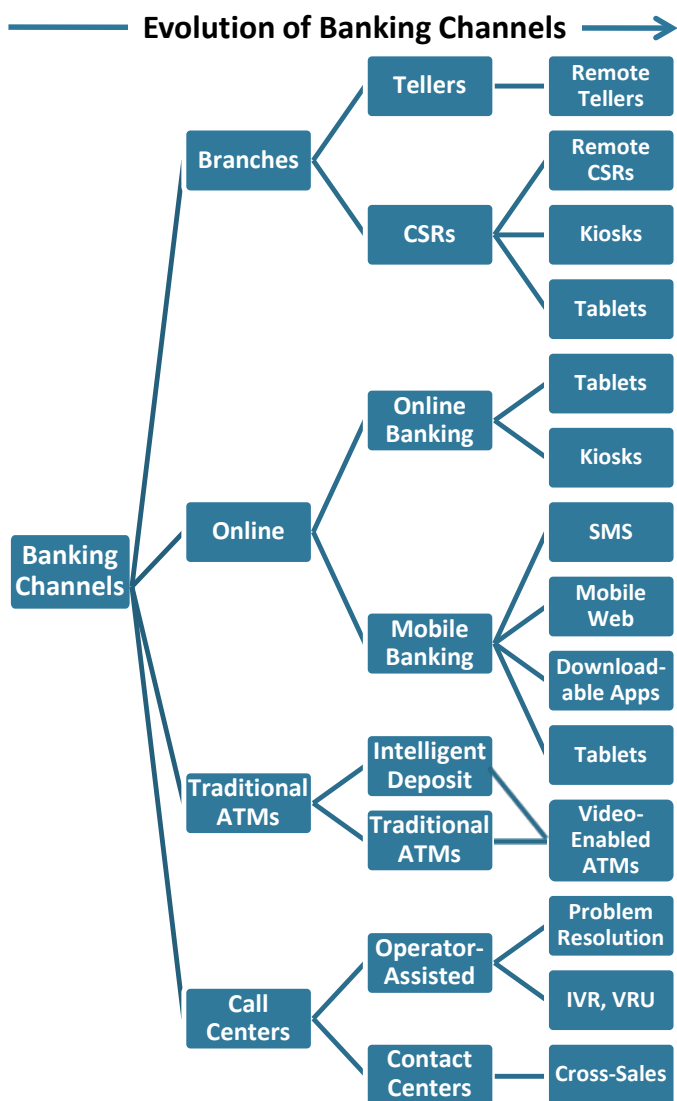 Evolution of Banking Channels
Tellers
Remote
Tellers
Branches
Remote
CSRs
CSRs
Kiosks
Tablets
Tablets
Online
Banking
Kiosks
Banking
Channels
Online
SMS
Mobile
Web
Mobile
Banking
Download-
able Apps
Tablets
Intelligent
Deposit
Traditional
ATMs
Traditional
ATMs
Video-
Enabled
ATMs
Problem
Resolution
Operator-
Assisted
IVR, VRU
Call
Centers
Contact
Centers
Cross-Sales